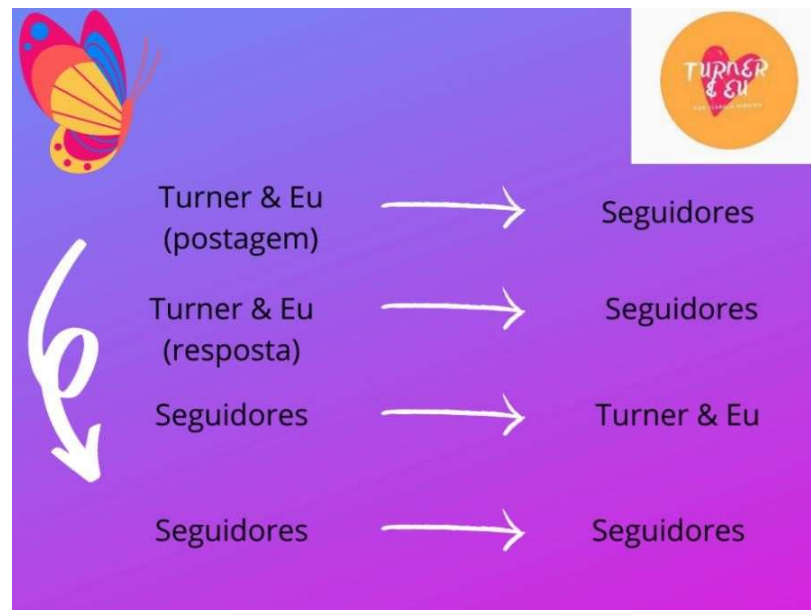 TURNER
& EU
Turner & Eu
(postagem)
Seguidores
Turner & Eu
(resposta)
Seguidores
Seguidores
Turner & Eu
Seguidores
Seguidores